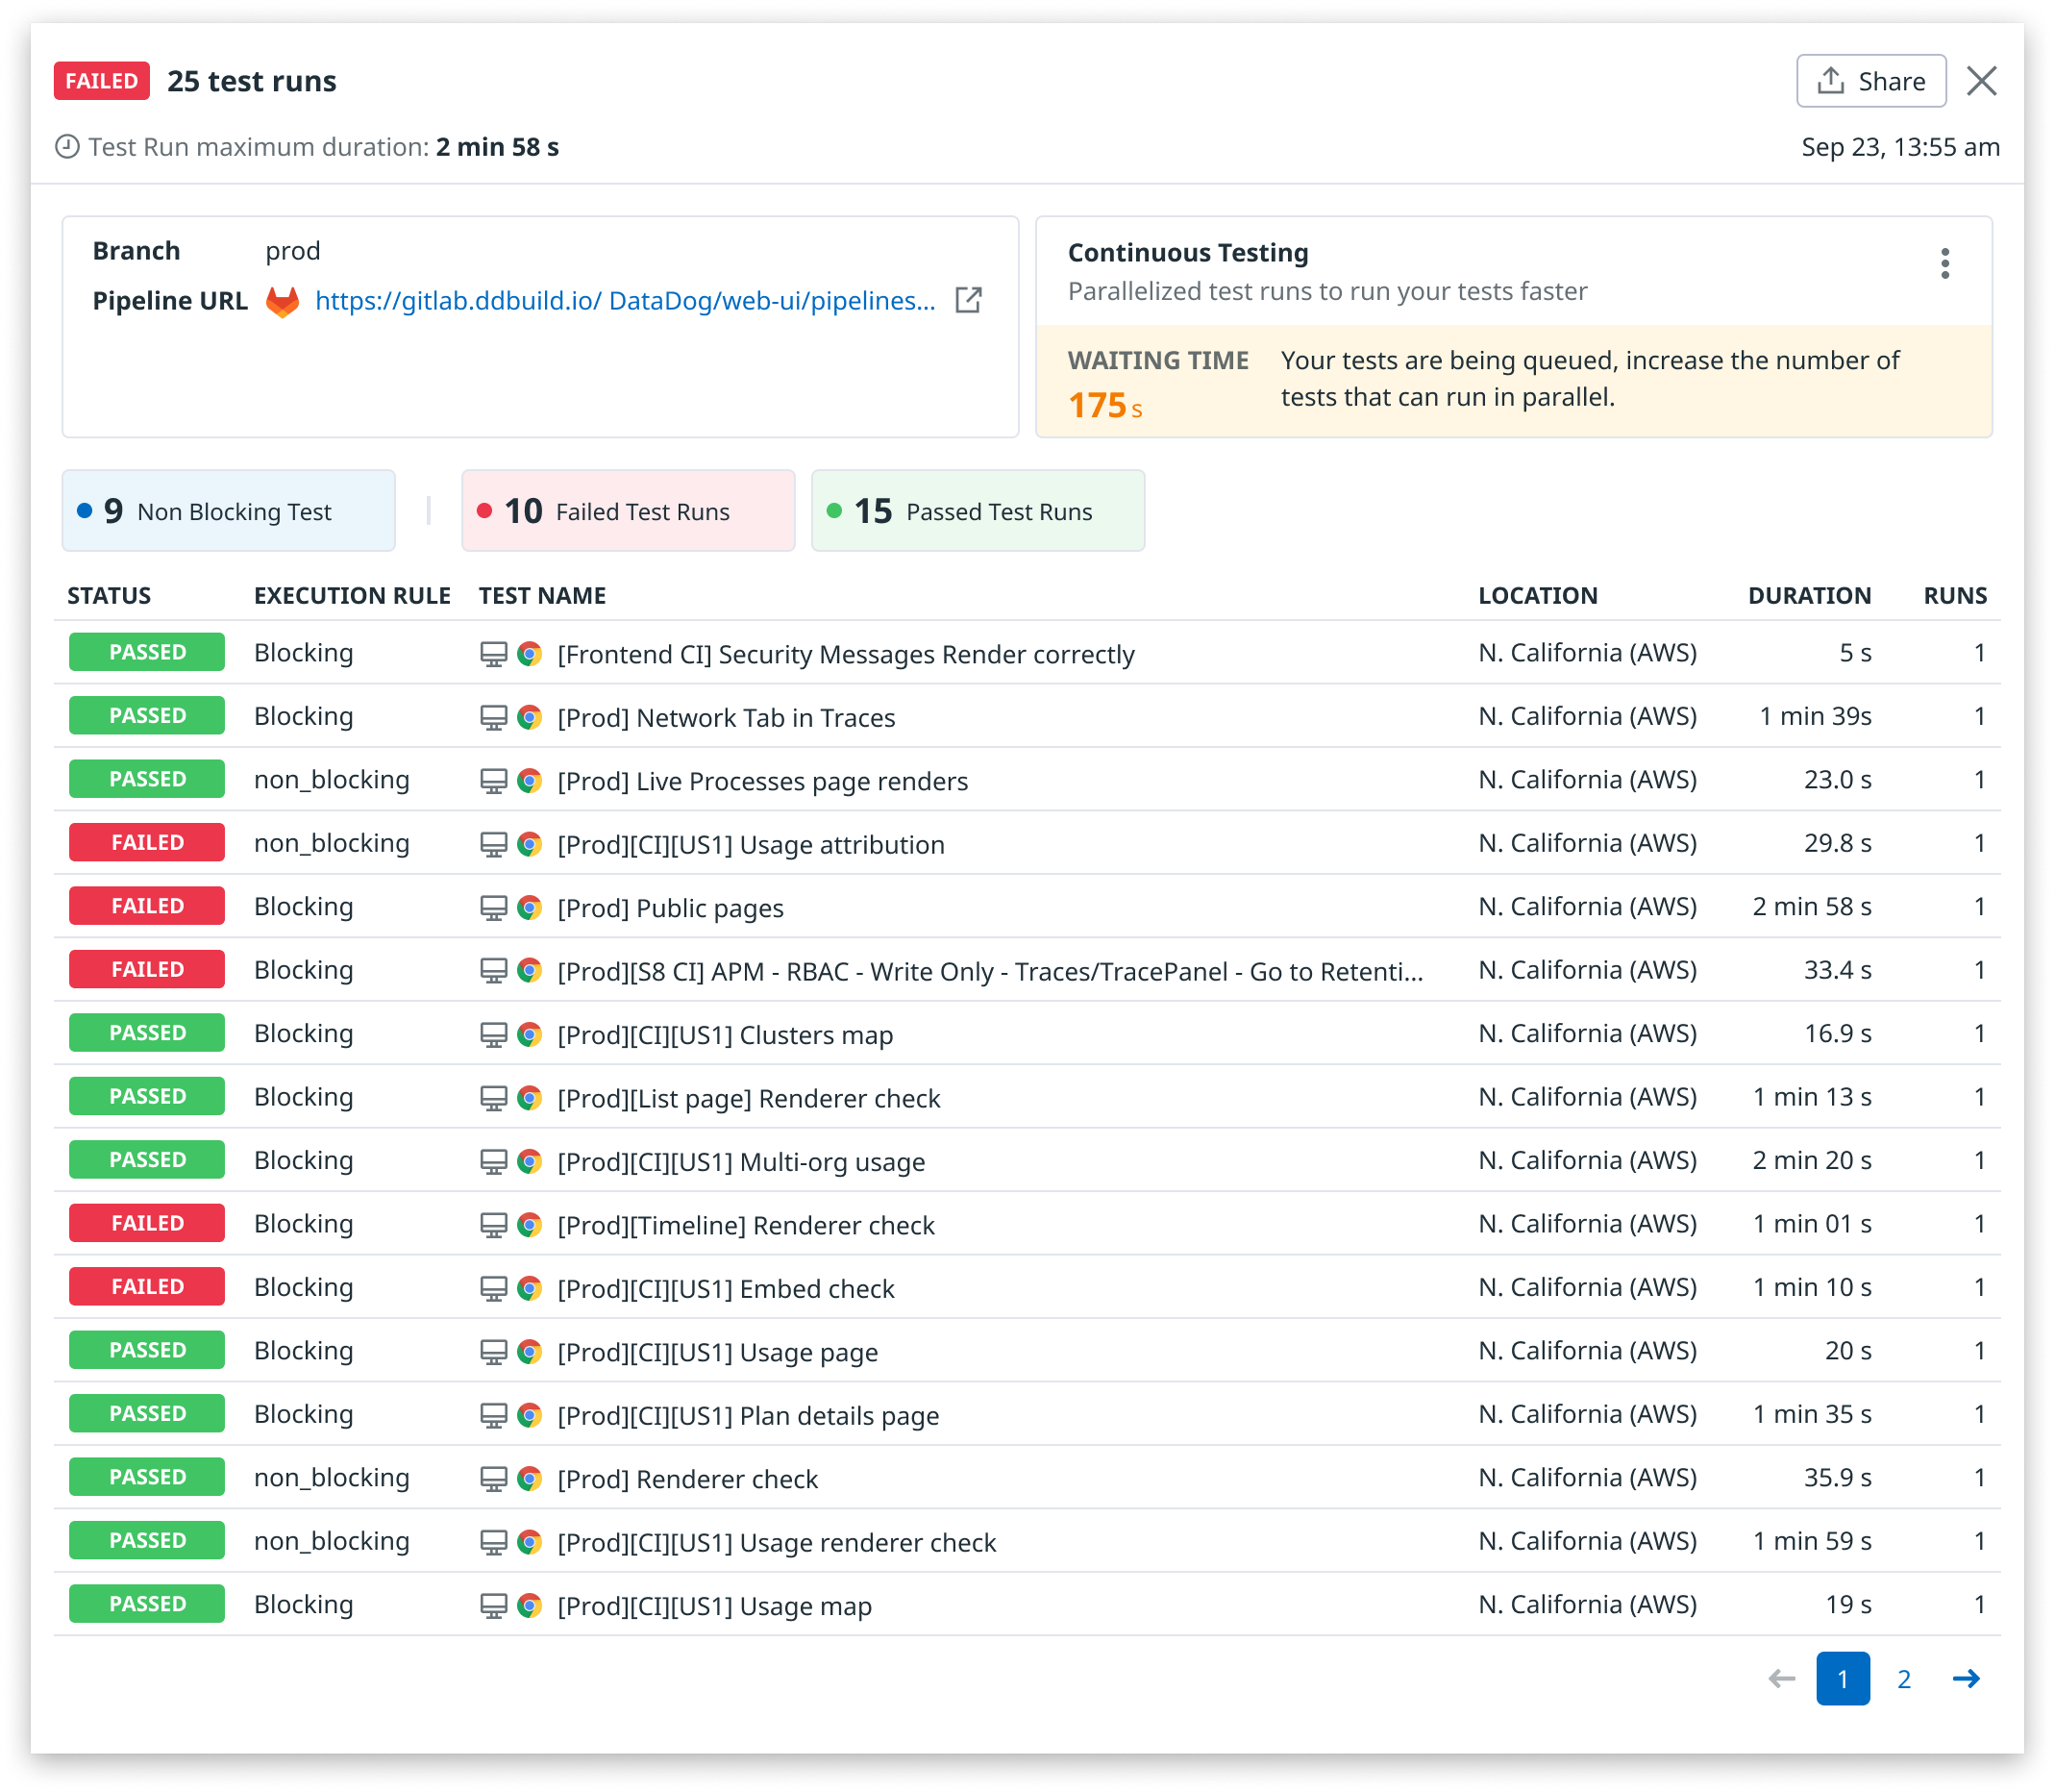 FAILED 25 test runs Share
Test Run maximum duration: 2 min 58 s Sep 23, 13:55 am
Branch prod
Pipeline URL https://gitlab.ddbuild.io/ DataDog/web-ui/pipelines...
Continuous Testing
Parallelized test runs to run your tests faster
WAITING TIME
175 s
Your tests are being queued, increase the number of
tests that can run in parallel.
9 Non Blocking Test
10 Failed Test Runs
15 Passed Test Runs
STATUS EXECUTION RULE TEST NAME LOCATION DURATION RUNS
PASSED Blocking [Frontend CI] Security Messages Render correctly N. California (AWS) 5 s 1
PASSED Blocking [Prod] Network Tab in Traces N. California (AWS) 1 min 39s 1
PASSED non_blocking [Prod] Live Processes page renders N. California (AWS) 23.0 s 1
FAILED non_blocking [Prod][CI][US1] Usage attribution N. California (AWS) 29.8 s 1
FAILED Blocking [Prod] Public pages N. California (AWS) 2 min 58 s 1
FAILED Blocking [Prod][S8 CI] APM - RBAC - Write Only - Traces/TracePanel - Go to Retenti... N. California (AWS) 33.4 s 1
PASSED Blocking [Prod][CI][US1] Clusters map N. California (AWS) 16.9 s 1
PASSED Blocking [Prod][List page] Renderer check N. California (AWS) 1 min 13 s 1
PASSED Blocking [Prod][CI][US1] Multi-org usage N. California (AWS) 2 min 20 s 1
FAILED Blocking [Prod][Timeline] Renderer check N. California (AWS) 1 min 01 s 1
FAILED Blocking [Prod][CI][US1] Embed check N. California (AWS) 1 min 10 s 1
PASSED Blocking [Prod][CI][US1] Usage page N. California (AWS) 20 s 1
PASSED Blocking [Prod][CI][US1] Plan details page N. California (AWS) 1 min 35 s 1
PASSED non_blocking [Prod] Renderer check N. California (AWS) 35.9 s 1
PASSED non_blocking [Prod][CI][US1] Usage renderer check N. California (AWS) 1 min 59 s 1
PASSED Blocking [Prod][CI][US1] Usage map N. California (AWS) 19 s 1
1 2